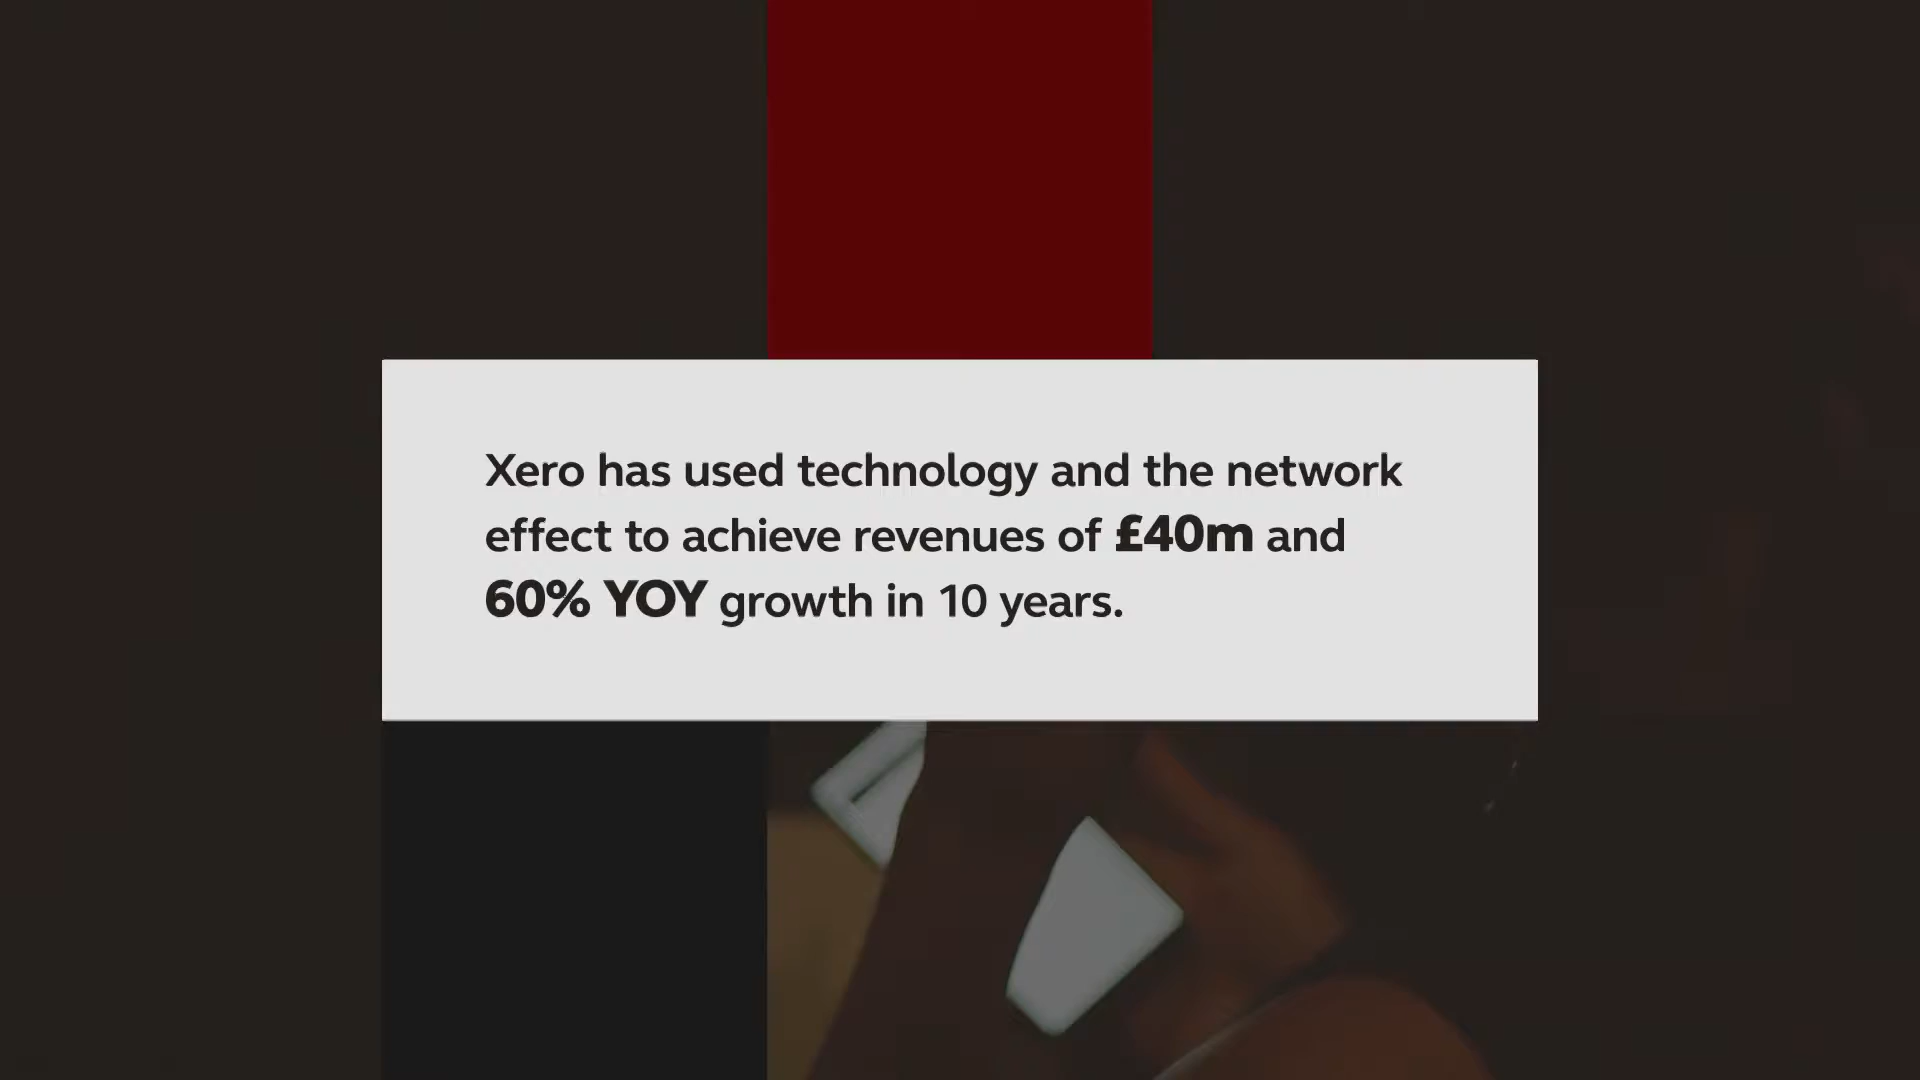 Xero has used technology and the network
effect to achieve revenues of £40m and
60% YOY growth in 10 years.